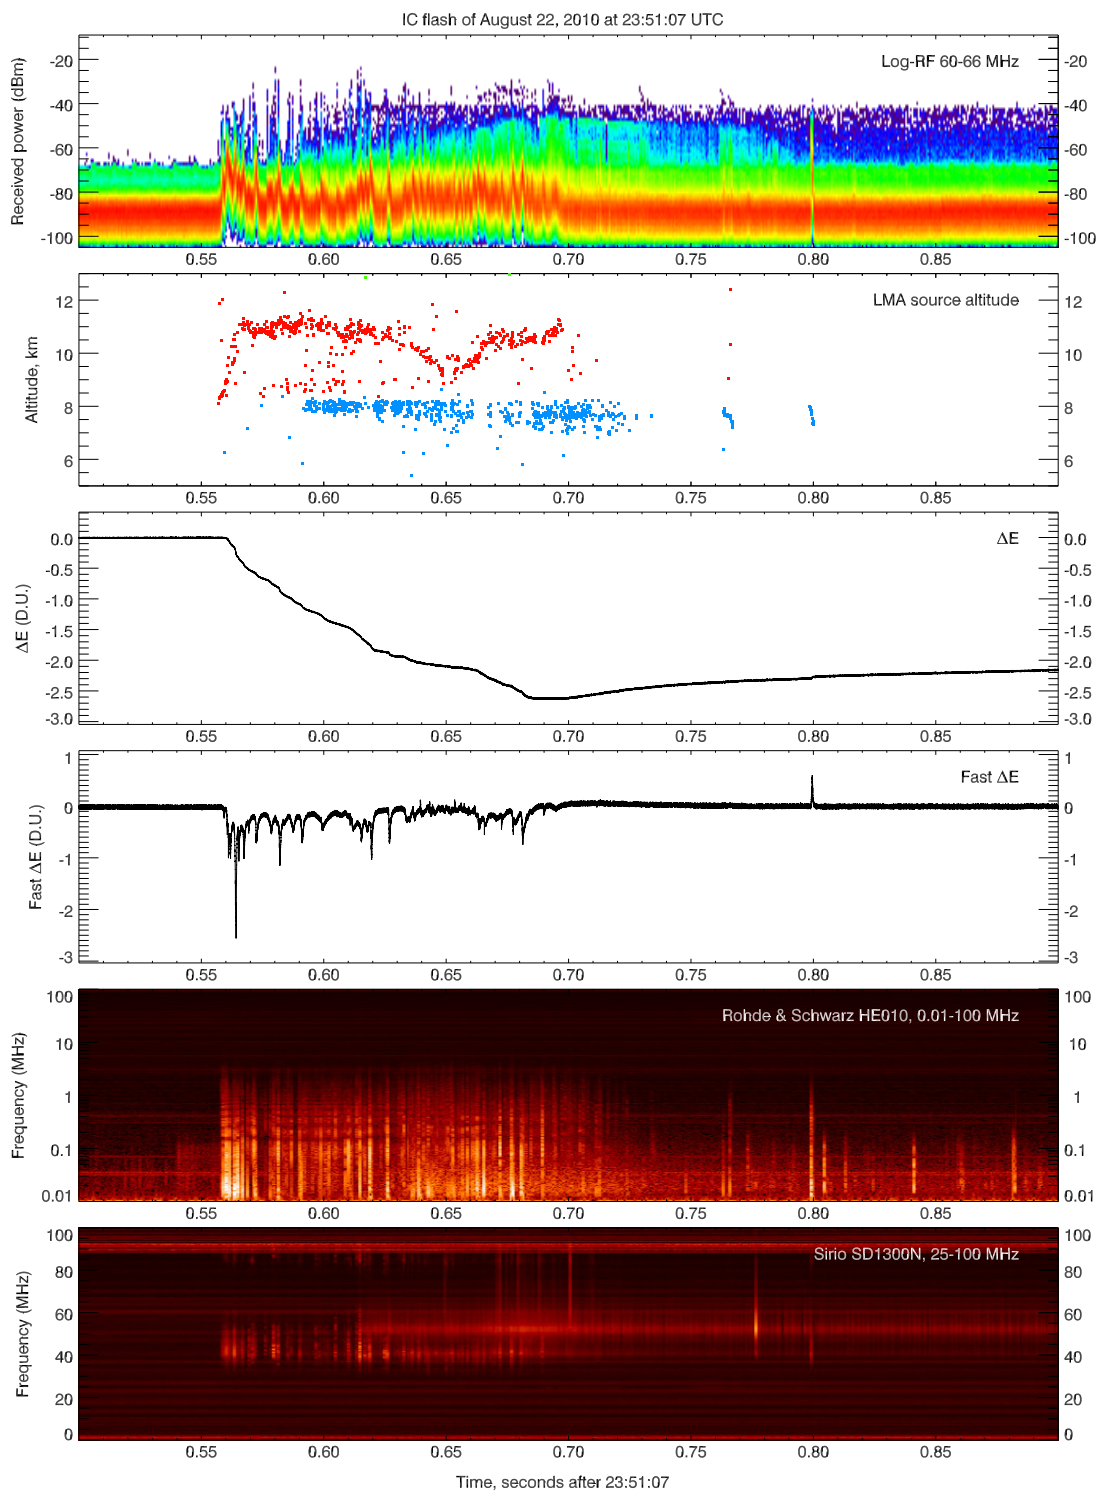 IC flash of August 22, 2010 at 23:51:07 UTC
Log-RF 60-66 MHz
Received power (dBm)
-20 -20
-40 -40
-60 -60
-80 -80
-100 -100
0.55 0.60 0.65 0.70 0.75 0.80 0.85
LMA source altitude
Altitude, km
12 12
10 10
8 8
6 6
0.55 0.60 0.65 0.70 0.75 0.80 0.85
ΔE
ΔE (D.U.)
0.0 0.0
-0.5 -0.5
-1.0 -1.0
-1.5 -1.5
-2.0 -2.0
-2.5 -2.5
-3.0 -3.0
0.55 0.60 0.65 0.70 0.75 0.80 0.85
Fast ΔE
Fast ΔE (D.U.)
1 1
0 0
-1 -1
-2 -2
-3 -3
0.55 0.60 0.65 0.70 0.75 0.80 0.85
Rohde & Schwarz HE010, 0.01-100 MHz
Frequency (MHz)
100 100
10 10
1 1
0.1 0.1
0.01 0.01
0.55 0.60 0.65 0.70 0.75 0.80 0.85
Sirio SD1300N, 25-100 MHz
Frequency (MHz)
100 100
80 80
60 60
40 40
20 20
0 0
0.55 0.60 0.65 0.70 0.75 0.80 0.85
Time, seconds after 23:51:07